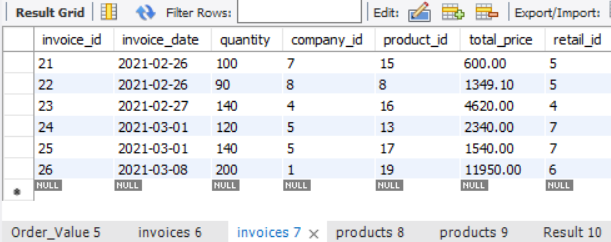 Result Grid Filter Rows: Edit: Export/Import:
invoice_id invoice_date quantity company_id product_id total_price retail_id
21 2021-02-26 100 7 15 600.00 5
22 2021-02-26 90 8 8 1349.10 5
23 2021-02-27 140 4 16 4620.00 4
24 2021-03-01 120 5 13 2340.00 7
25 2021-03-01 140 5 17 1540.00 7
26 2021-03-08 200 1 19 11950.00 6
NULL NULL NULL NULL NULL NULL NULL
Order_Value 5 invoices 6 invoices 7 × products 8 products 9 Result 10